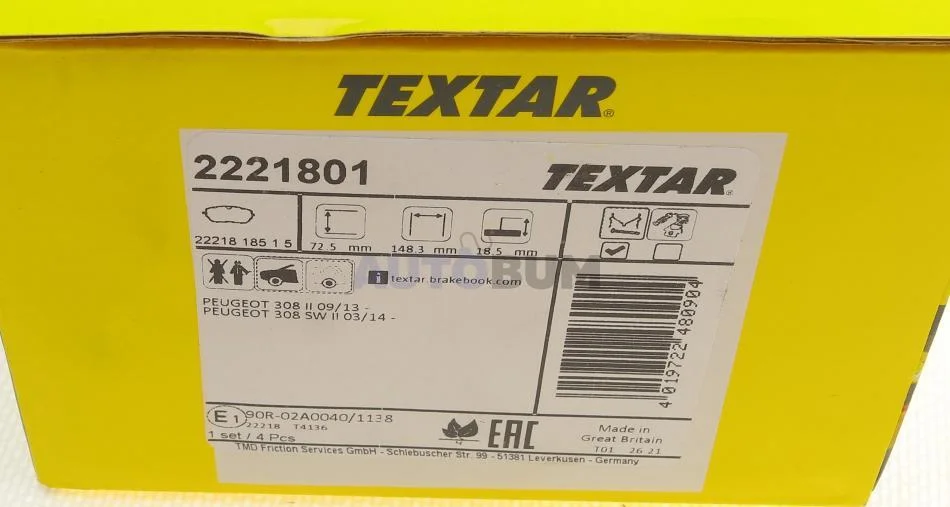 TEXTAR®
2221801
TEXTAR®
22218 185 1 5
72.5 mm
148.3 mm
18.5 mm
AUTOBUM
i textar.brakebook.com
PEUGEOT 308 II 09/13 -
PEUGEOT 308 SW II 03/14 -
4 019722 480904
E1 90R-02A0040/1138
22218 T4136
1 set / 4 Pcs
EAC
Made in
Great Britain
T01 26 21
TMD Friction Services GmbH - Schlebuscher Str. 99 - 51381 Leverkusen - Germany